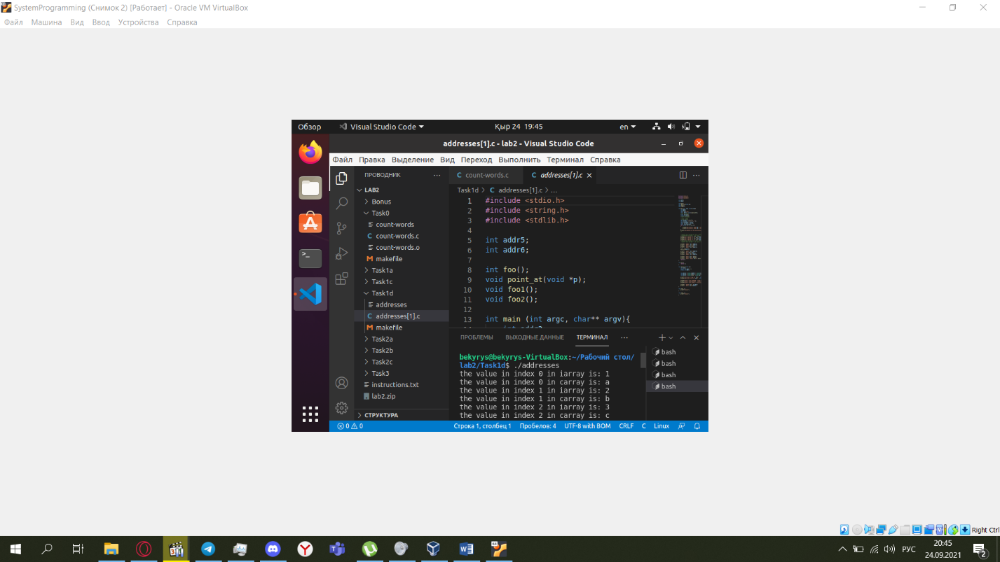 SystemProgramming (Снимок 2) [Работает] - Oracle VM VirtualBox
Файл Машина Вид Ввод Устройства Справка
Обзор Visual Studio Code Қыр 24 19:45 en
addresses[1].c - lab2 - Visual Studio Code
Файл Правка Выделение Вид Переход Выполнить Терминал Справка
ПРОВОДНИК ...
LAB2
Bonus
Task0
count-words
C count-words.c
count-words.o
M makefile
Task1a
Task1c
Task1d
addresses
C addresses[1].c
M makefile
Task2a
Task2b
Task2c
Task3
instructions.txt
lab2.zip
СТРУКТУРА
C count-words.c C addresses[1].c
Task1d > C addresses[1].c > ...
1 #include <stdio.h>
2 #include <string.h>
3 #include <stdlib.h>
4
5 int addr5;
6 int addr6;
7
8 int foo();
9 void point_at(void *p);
10 void foo1();
11 void foo2();
12
13 int main (int argc, char** argv){
ПРОБЛЕМЫ ВЫХОДНЫЕ ДАННЫЕ ТЕРМИНАЛ ...
bekyrys@bekyrys-VirtualBox:~/Рабочий стол/
lab2/Task1d$ ./addresses
the value in index 0 in iarray is: 1
the value in index 0 in carray is: a
the value in index 1 in iarray is: 2
the value in index 1 in carray is: b
the value in index 2 in iarray is: 3
the value in index 2 in carray is: c
bash
bash
bash
bash
0 0 Строка 1, столбец 1 Пробелов: 4 UTF-8 with BOM CRLF C Linux
Right Ctrl
РУС
20:45
24.09.2021
2